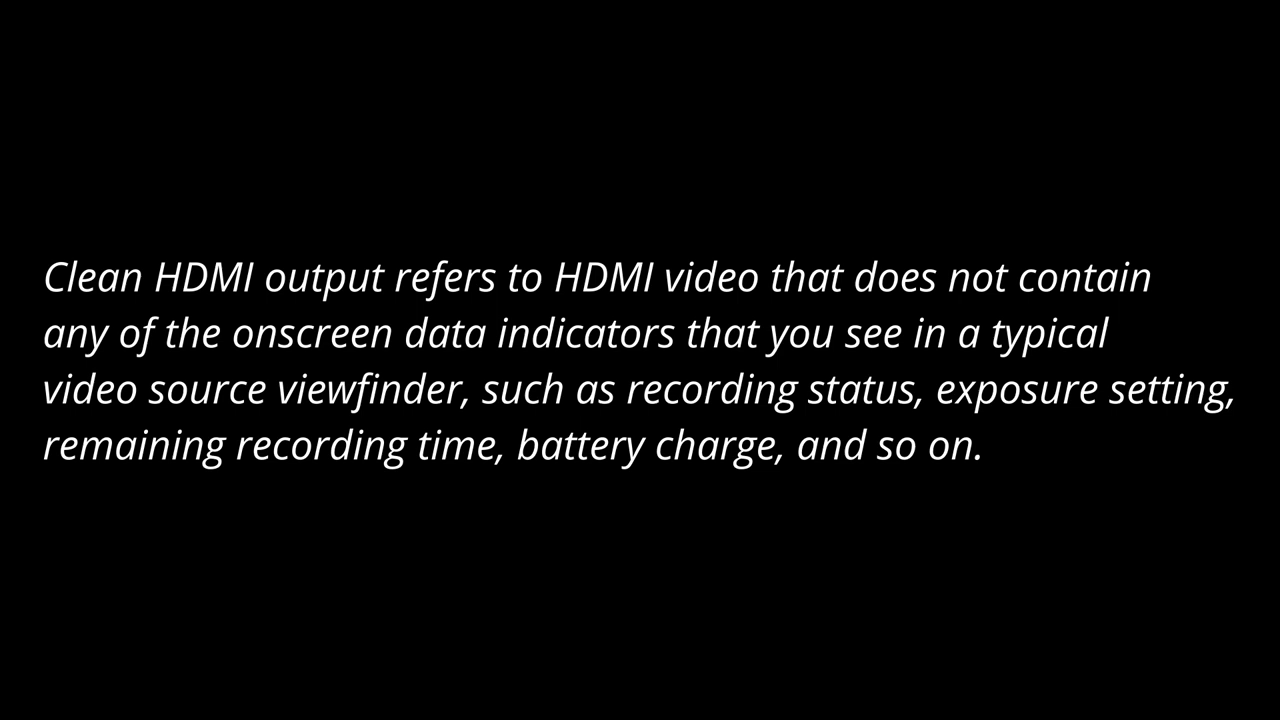 Clean HDMI output refers to HDMI video that does not contain
any of the onscreen data indicators that you see in a typical
video source viewfinder, such as recording status, exposure setting,
remaining recording time, battery charge, and so on.